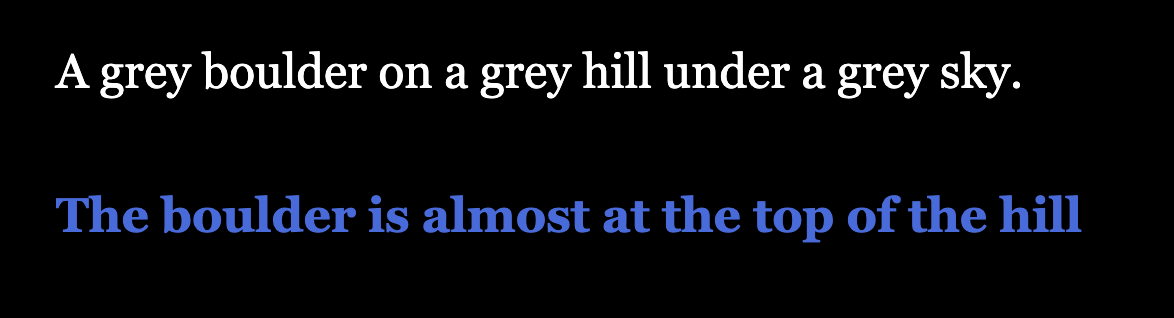 A grey boulder on a grey hill under a grey sky.
The boulder is almost at the top of the hill